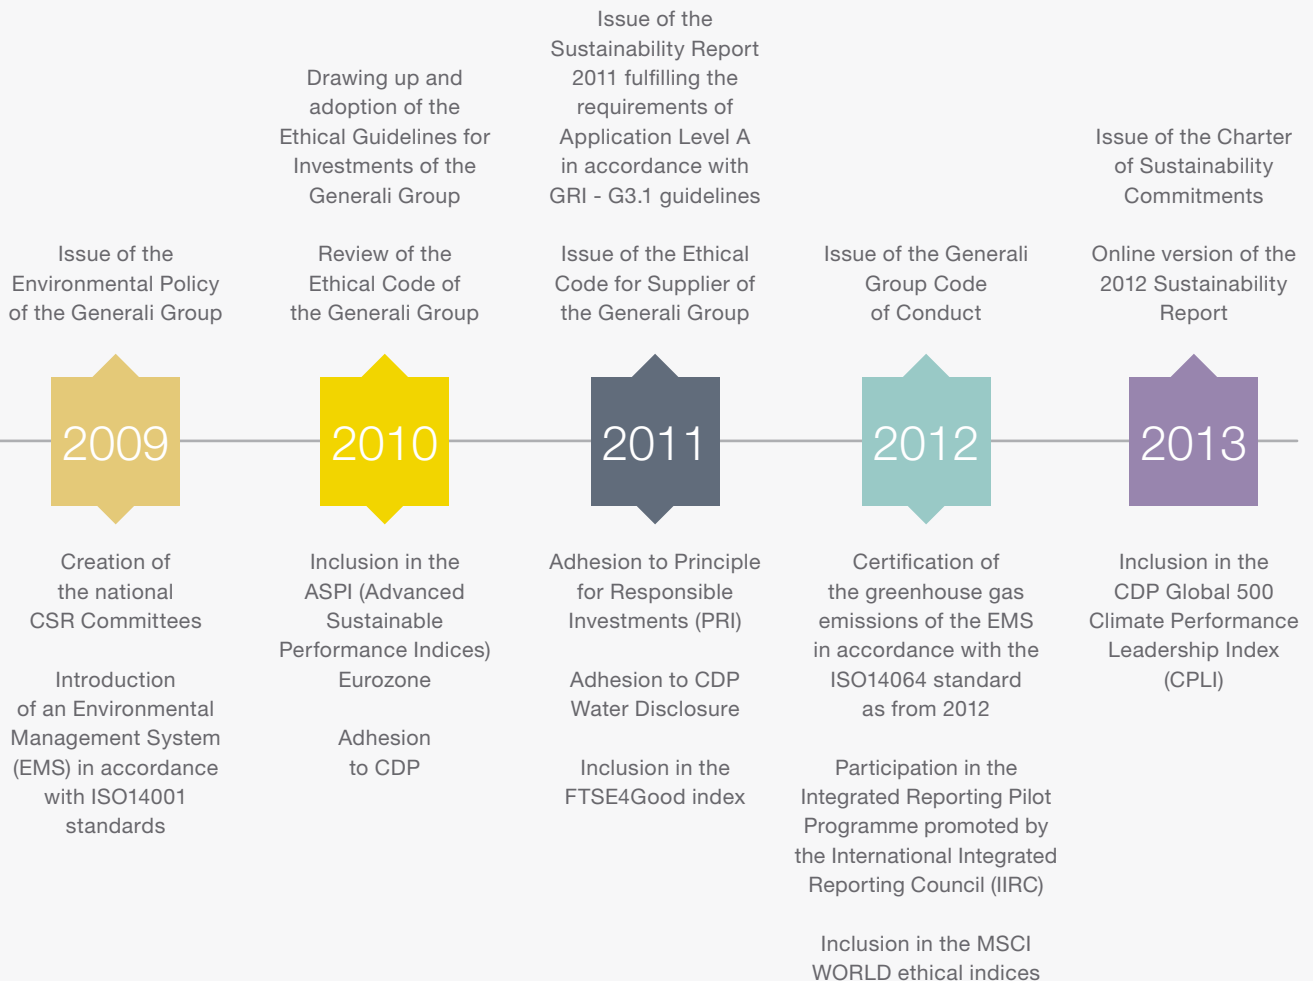 Issue of the
Environmental Policy
of the Generali Group
2009
Creation of
the national
CSR Committees
Introduction
of an Environmental
Management System
(EMS) in accordance
with ISO14001
standards
Drawing up and
adoption of the
Ethical Guidelines for
Investments of the
Generali Group
Review of the
Ethical Code of
the Generali Group
2010
Inclusion in the
ASPI (Advanced
Sustainable
Performance Indices)
Eurozone
Adhesion
to CDP
Issue of the
Sustainability Report
2011 fulfilling the
requirements of
Application Level A
in accordance with
GRI - G3.1 guidelines
Issue of the Ethical
Code for Supplier of
the Generali Group
2011
Adhesion to Principle
for Responsible
Investments (PRI)
Adhesion to CDP
Water Disclosure
Inclusion in the
FTSE4Good index
Issue of the Generali
Group Code
of Conduct
2012
Certification of
the greenhouse gas
emissions of the EMS
in accordance with the
ISO14064 standard
as from 2012
Participation in the
Integrated Reporting Pilot
Programme promoted by
the International Integrated
Reporting Council (IIRC)
Inclusion in the MSCI
WORLD ethical indices
Issue of the Charter
of Sustainability
Commitments
Online version of the
2012 Sustainability
Report
2013
Inclusion in the
CDP Global 500
Climate Performance
Leadership Index
(CPLI)